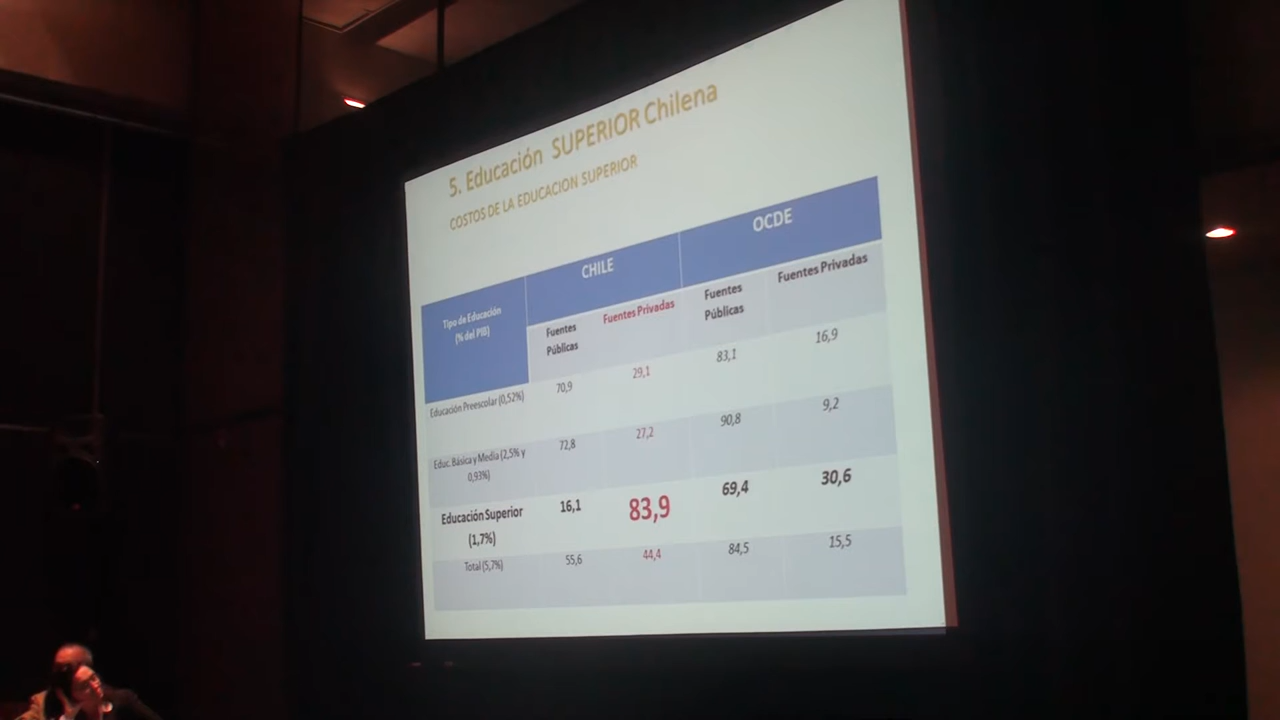 5. Educación SUPERIOR Chilena
COSTOS DE LA EDUCACION SUPERIOR
Tipo de Educación
(% del PIB)
CHILE
OCDE
Fuentes
Públicas
Fuentes Privadas
Fuentes
Públicas
Fuentes Privadas
Educación Preescolar (0,52%) 70,9 29,1 83,1 16,9
Educ. Básica y Media (2,5% y
0,93%) 72,8 27,2 90,8 9,2
Educación Superior
(1,7%) 16,1 83,9 69,4 30,6
Total (5,7%) 55,6 44,4 84,5 15,5